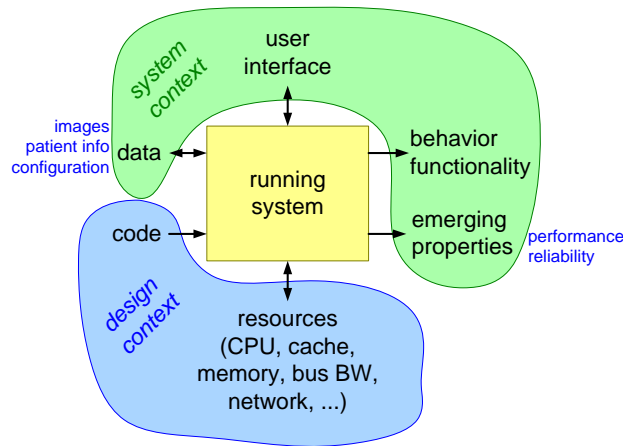 system
context
user
interface
images
patient info
configuration
data
behavior
functionality
running
system
code
emerging
properties
performance
reliability
design
context
resources
(CPU, cache,
memory, bus BW,
network, ...)